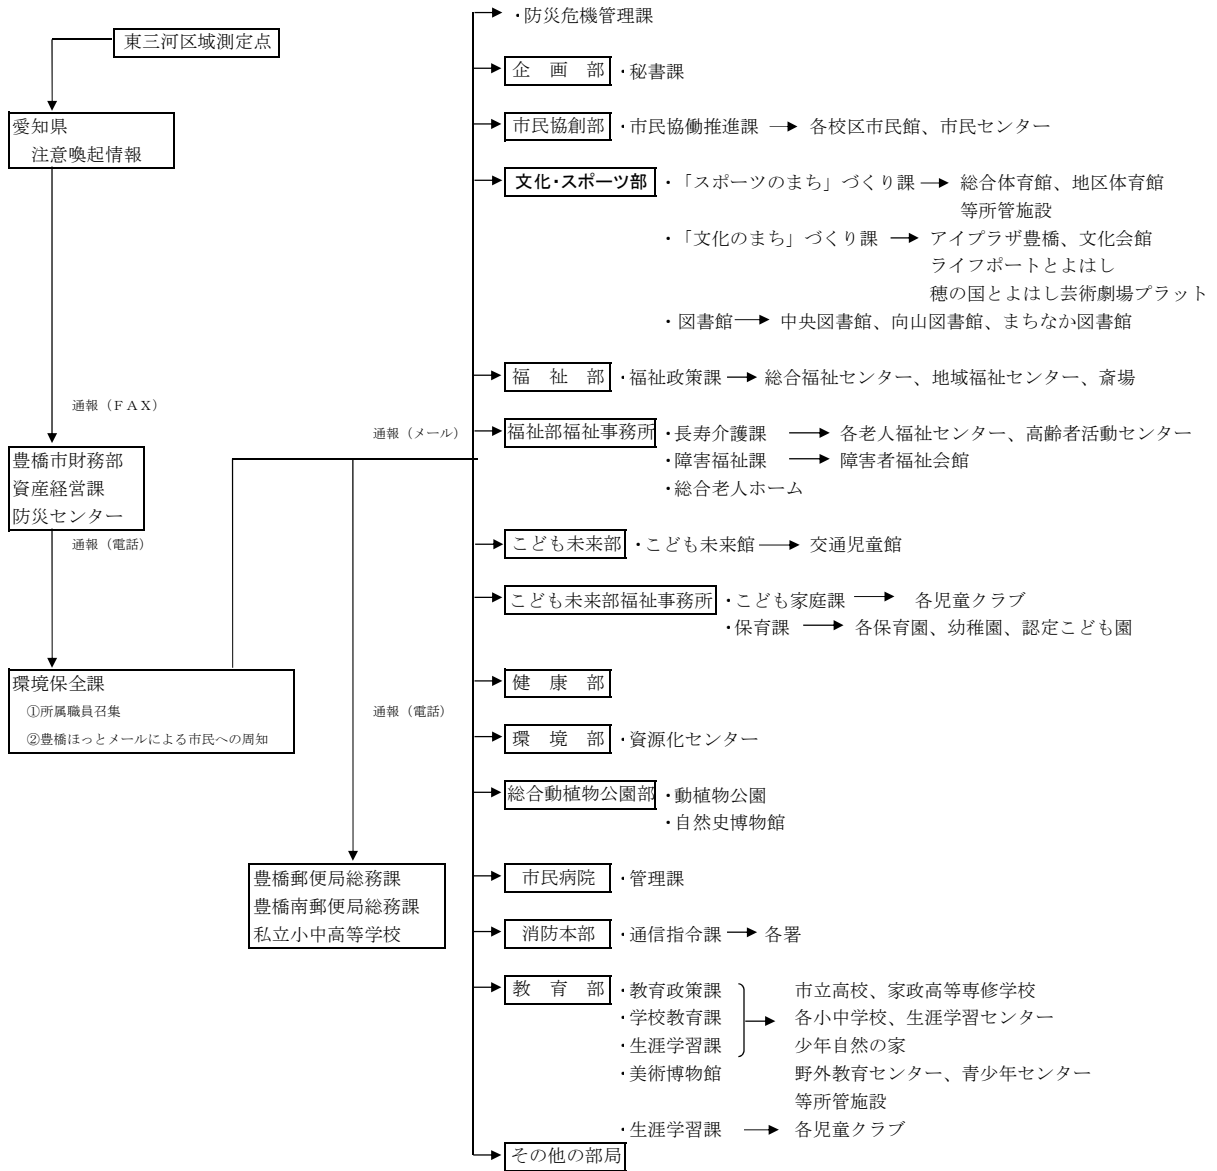 東三河区域測定点
愛知県
注意喚起情報
通報（ＦＡＸ）
豊橋市財務部
資産経営課
防災センター
通報（電話）
環境保全課
①所属職員召集
②豊橋ほっとメールによる市民への周知
通報（メール）
通報（電話）
豊橋郵便局総務課
豊橋南郵便局総務課
私立小中高等学校
・防災危機管理課
企　画　部 ・秘書課
市民協創部 ・市民協働推進課 → 各校区市民館、市民センター
文化・スポーツ部 ・「スポーツのまち」づくり課 → 総合体育館、地区体育館
等所管施設
・「文化のまち」づくり課 → アイプラザ豊橋、文化会館
ライフポートとよはし
穂の国とよはし芸術劇場プラット
・図書館 → 中央図書館、向山図書館、まちなか図書館
福　祉　部 ・福祉政策課 → 総合福祉センター、地域福祉センター、斎場
福祉部福祉事務所 ・長寿介護課 → 各老人福祉センター、高齢者活動センター
・障害福祉課 → 障害者福祉会館
・総合老人ホーム
こども未来部 ・こども未来館 → 交通児童館
こども未来部福祉事務所 ・こども家庭課 → 各児童クラブ
・保育課 → 各保育園、幼稚園、認定こども園
健　康　部
環　境　部 ・資源化センター
総合動植物公園部 ・動植物公園
・自然史博物館
市民病院 ・管理課
消防本部 ・通信指令課 → 各署
教　育　部 ・教育政策課 市立高校、家政高等専修学校
・学校教育課 → 各小中学校、生涯学習センター
・生涯学習課 少年自然の家
・美術博物館 野外教育センター、青少年センター
等所管施設
・生涯学習課 → 各児童クラブ
その他の部局